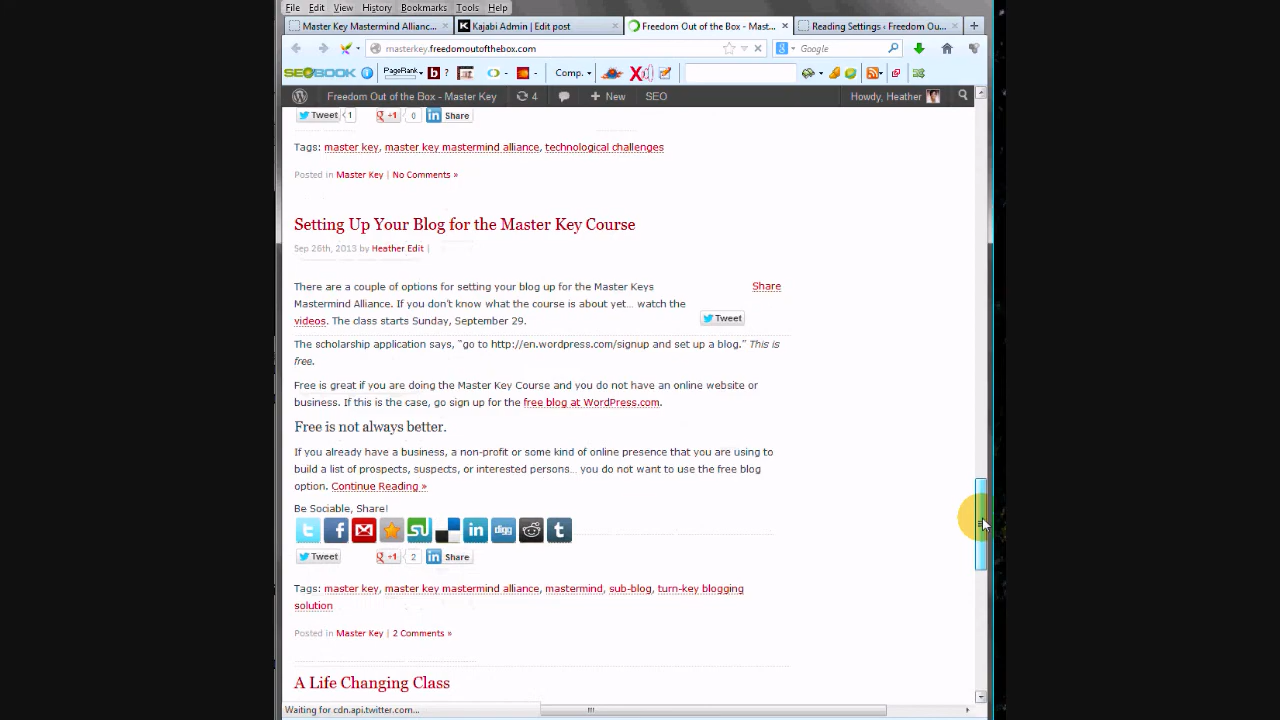 File Edit View History Bookmarks Tools Help
Master Key Mastermind Allianc... × Kajabi Admin | Edit post × Freedom Out of the Box - Mast... × Reading Settings ‹ Freedom Ou... × +
masterkey.freedomoutofthebox.com Google
SEOBOOK PageRank b ? Comp.
Freedom Out of the Box - Master Key 4 + New SEO Howdy, Heather
Tweet 1 +1 0 Share
Tags: master key, master key mastermind alliance, technological challenges
Posted in Master Key | No Comments »
Setting Up Your Blog for the Master Key Course
Sep 26th, 2013 by Heather Edit |
There are a couple of options for setting your blog up for the Master Keys
Mastermind Alliance. If you don't know what the course is about yet... watch the
videos. The class starts Sunday, September 29.
Share
Tweet
The scholarship application says, "go to http://en.wordpress.com/signup and set up a blog." This is
free.
Free is great if you are doing the Master Key Course and you do not have an online website or
business. If this is the case, go sign up for the free blog at WordPress.com.
Free is not always better.
If you already have a business, a non-profit or some kind of online presence that you are using to
build a list of prospects, suspects, or interested persons... you do not want to use the free blog
option. Continue Reading »
Be Sociable, Share!
Tweet +1 2 Share
Tags: master key, master key mastermind alliance, mastermind, sub-blog, turn-key blogging
solution
Posted in Master Key | 2 Comments »
A Life Changing Class
Waiting for cdn.api.twitter.com...